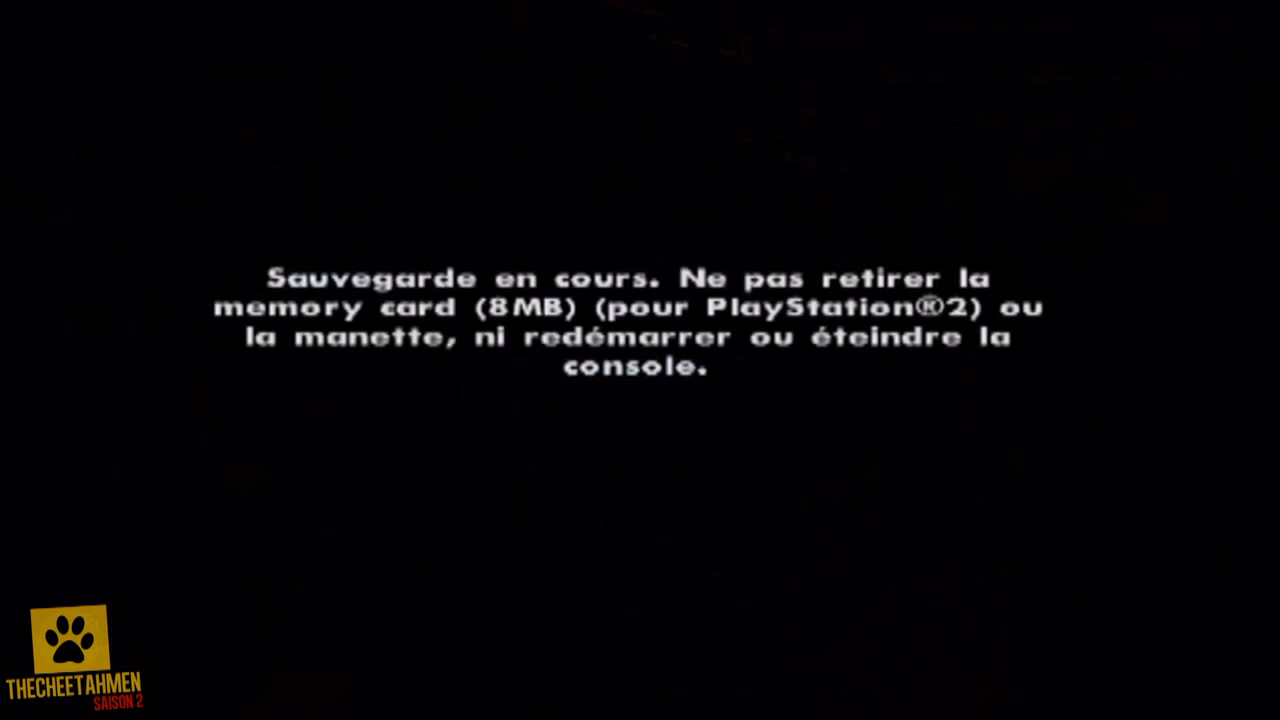 Sauvegarde en cours. Ne pas retirer la
memory card (8MB) (pour PlayStation®2) ou
la manette, ni redémarrer ou éteindre la
console.
THECHEETAHMEN
SAISON 2